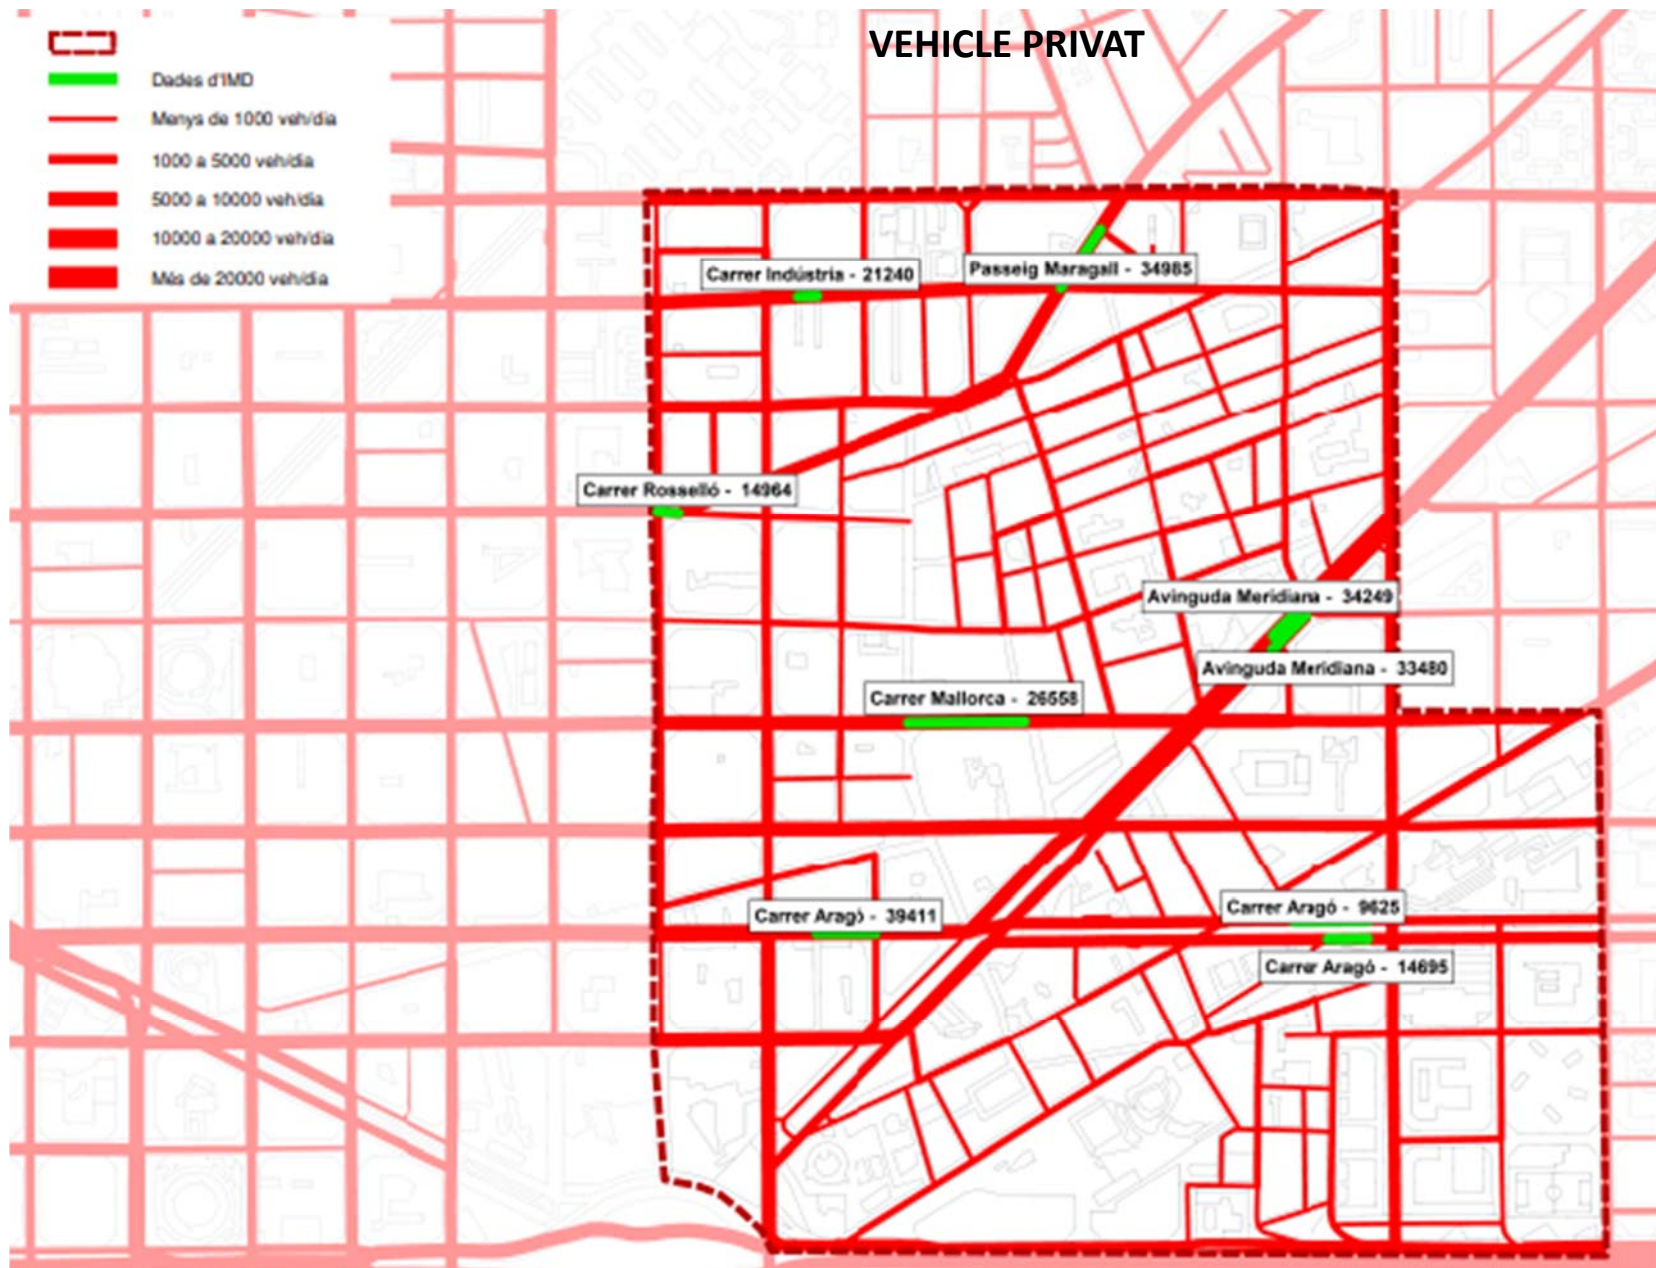 VEHICLE PRIVAT
Dades d'IMD
Menys de 1000 veh/dia
1000 a 5000 veh/dia
5000 a 10000 veh/dia
10000 a 20000 veh/dia
Més de 20000 veh/dia
Carrer Indústria - 21240
Passeig Maragall - 34985
Carrer Rosselló - 14964
Avinguda Meridiana - 34249
Avinguda Meridiana - 33480
Carrer Mallorca - 26558
Carrer Aragó - 39411
Carrer Aragó - 9625
Carrer Aragó - 14695